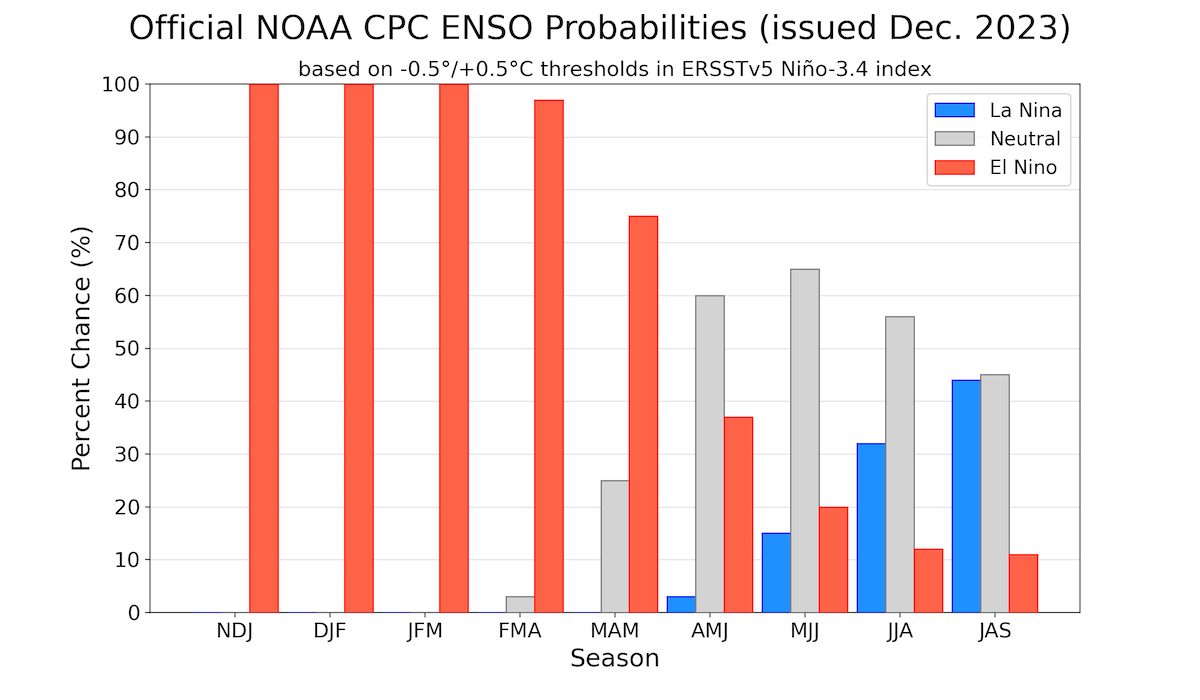 Official NOAA CPC ENSO Probabilities (issued Dec. 2023)
based on -0.5°/+0.5°C thresholds in ERSSTv5 Niño-3.4 index
100
90
80
70
60
50
40
30
20
10
0
Percent Chance (%)
La Nina
Neutral
El Nino
NDJ DJF JFM FMA MAM AMJ MJJ JJA JAS
Season